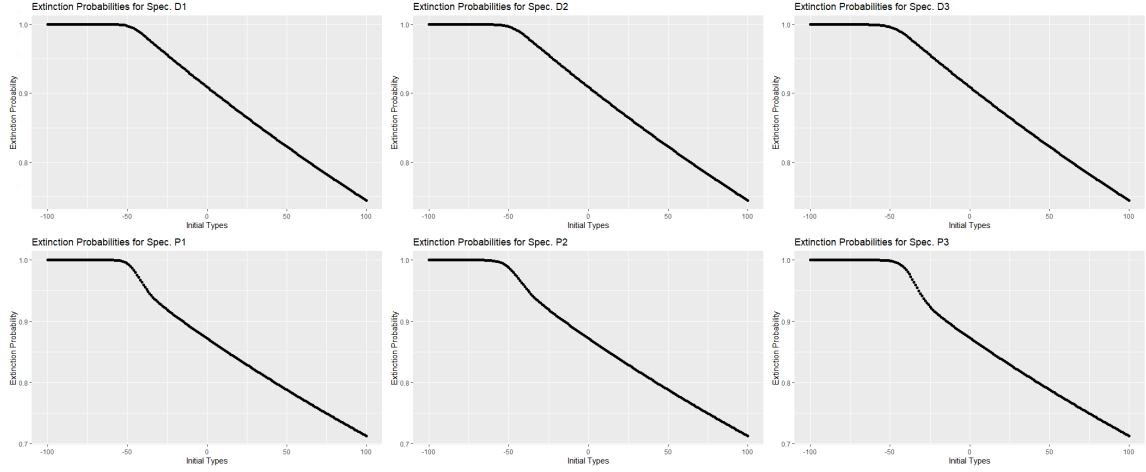 Extinction Probabilities for Spec. D1
Extinction Probability
1.0
0.9
0.8
-100 -50 0 50 100
Initial Types
Extinction Probabilities for Spec. D2
Extinction Probability
1.0
0.9
0.8
-100 -50 0 50 100
Initial Types
Extinction Probabilities for Spec. D3
Extinction Probability
1.0
0.9
0.8
-100 -50 0 50 100
Initial Types
Extinction Probabilities for Spec. P1
Extinction Probability
1.0
0.9
0.8
0.7
-100 -50 0 50 100
Initial Types
Extinction Probabilities for Spec. P2
Extinction Probability
1.0
0.9
0.8
0.7
-100 -50 0 50 100
Initial Types
Extinction Probabilities for Spec. P3
Extinction Probability
1.0
0.9
0.8
0.7
-100 -50 0 50 100
Initial Types